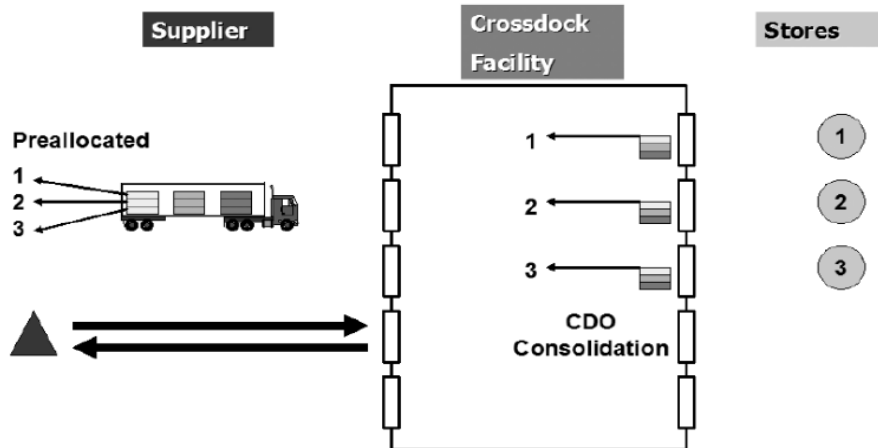 Supplier
Crossdock
Facility
Stores
Preallocated
1
2
3
1
2
3
1
2
3
CDO
Consolidation